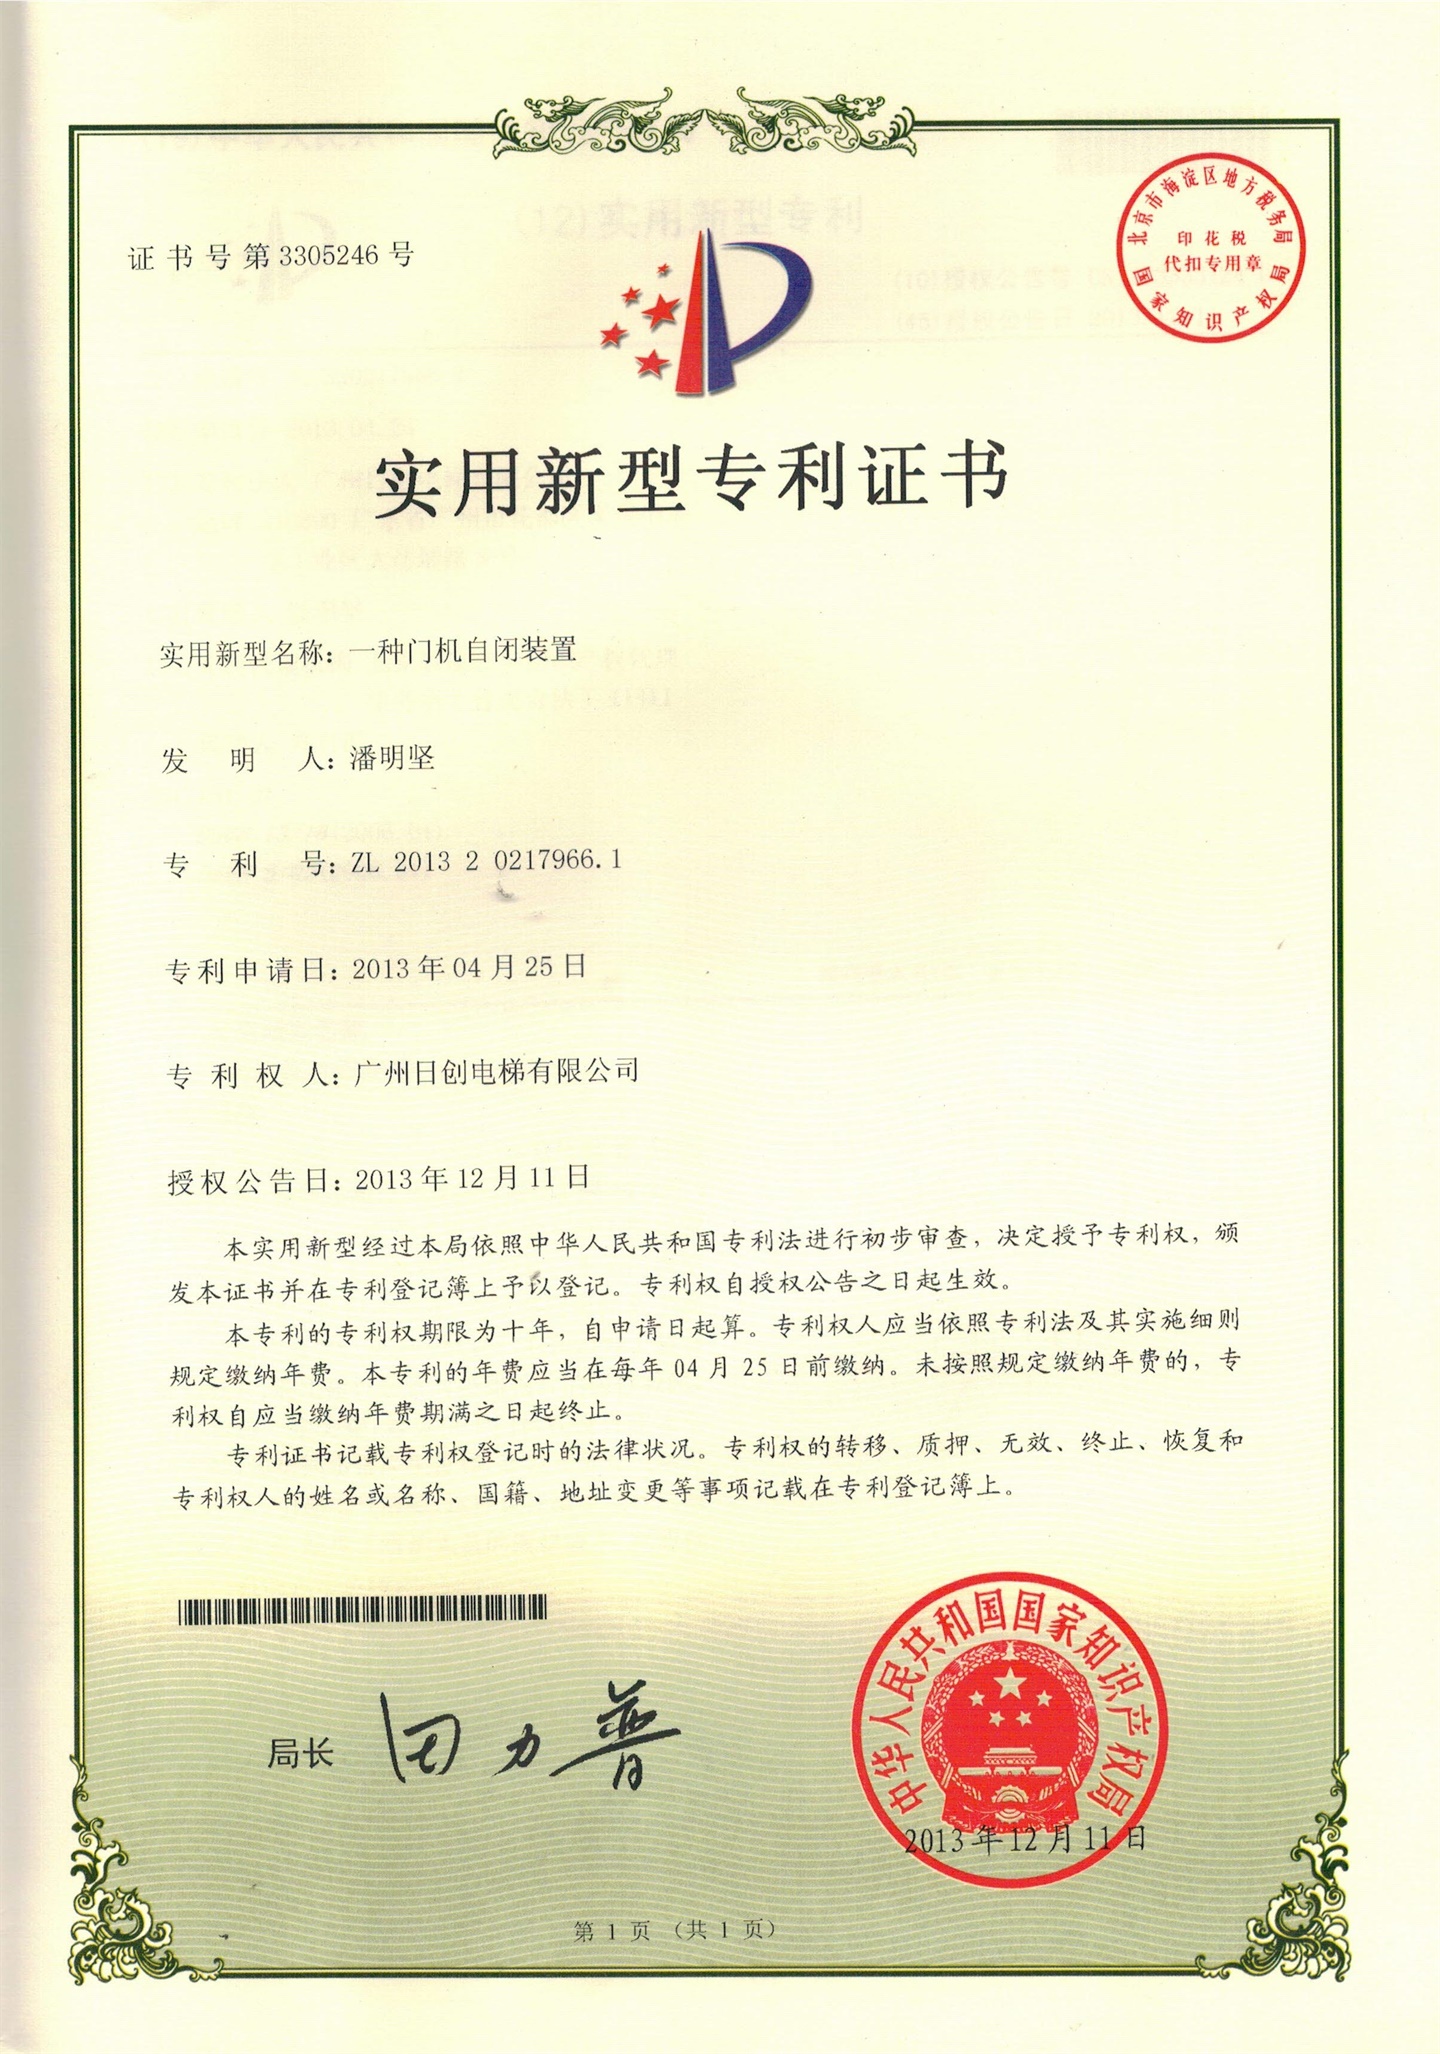 证书号第3305246号
北京市海淀区地方税务局
印花税
代扣专用章
国家知识产权局
实用新型专利证书
实用新型名称：一种门机自闭装置
发明人：潘明坚
专利号：ZL 2013 2 0217966.1
专利申请日：2013年04月25日
专利权人：广州日创电梯有限公司
授权公告日：2013年12月11日
本实用新型经过本局依照中华人民共和国专利法进行初步审查，决定授予专利权，颁
发本证书并在专利登记簿上予以登记。专利权自授权公告之日起生效。
本专利的专利权期限为十年，自申请日起算。专利权人应当依照专利法及其实施细则
规定缴纳年费。本专利的年费应当在每年04月25日前缴纳。未按照规定缴纳年费的，专
利权自应当缴纳年费期满之日起终止。
专利证书记载专利权登记时的法律状况。专利权的转移、质押、无效、终止、恢复和
专利权人的姓名或名称、国籍、地址变更等事项记载在专利登记簿上。
局长 田力普
中华人民共和国国家知识产权局
2013年12月11日
第1页（共1页）